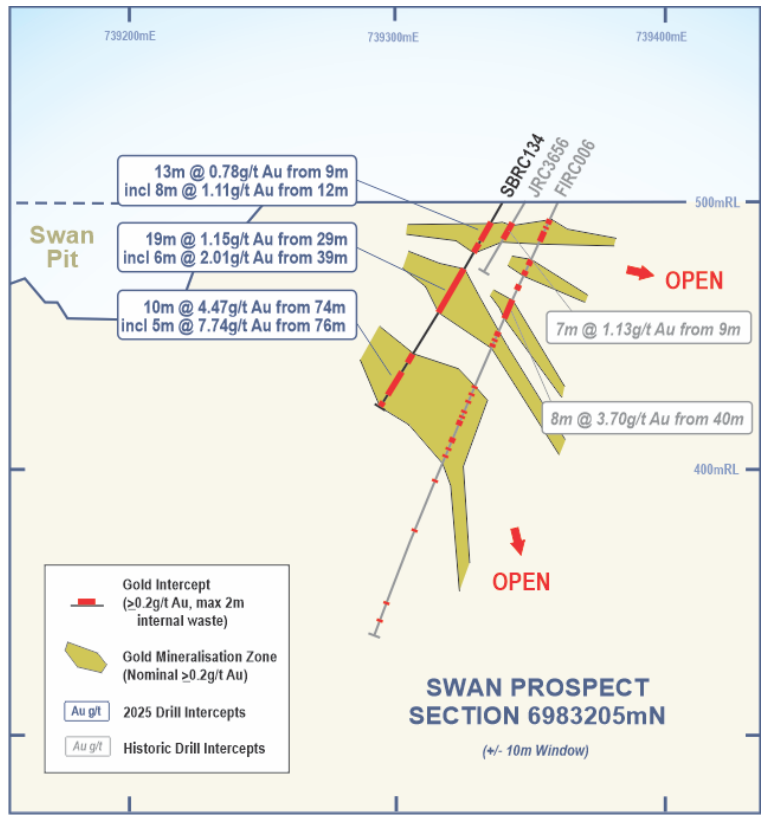 739200mE
739300mE
739400mE
SBRC134
JRC3656
FIRC006
13m @ 0.78g/t Au from 9m
incl 8m @ 1.11g/t Au from 12m
500mRL
Swan
Pit
19m @ 1.15g/t Au from 29m
incl 6m @ 2.01g/t Au from 39m
OPEN
10m @ 4.47g/t Au from 74m
incl 5m @ 7.74g/t Au from 76m
7m @ 1.13g/t Au from 9m
8m @ 3.70g/t Au from 40m
400mRL
OPEN
Gold Intercept
(≥0.2g/t Au, max 2m
internal waste)
Gold Mineralisation Zone
(Nominal ≥0.2g/t Au)
Au g/t
2025 Drill Intercepts
Au g/t
Historic Drill Intercepts
SWAN PROSPECT
SECTION 6983205mN
(+/- 10m Window)